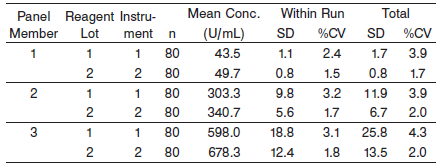 Panel Reagent Instru- Mean Conc. Within Run Total
Member Lot ment n (U/mL) SD %CV SD %CV
1 1 1 80 43.5 1.1 2.4 1.7 3.9
2 2 80 49.7 0.8 1.5 0.8 1.7
2 1 1 80 303.3 9.8 3.2 11.9 3.9
2 2 80 340.7 5.6 1.7 6.7 2.0
3 1 1 80 598.0 18.8 3.1 25.8 4.3
2 2 80 678.3 12.4 1.8 13.5 2.0